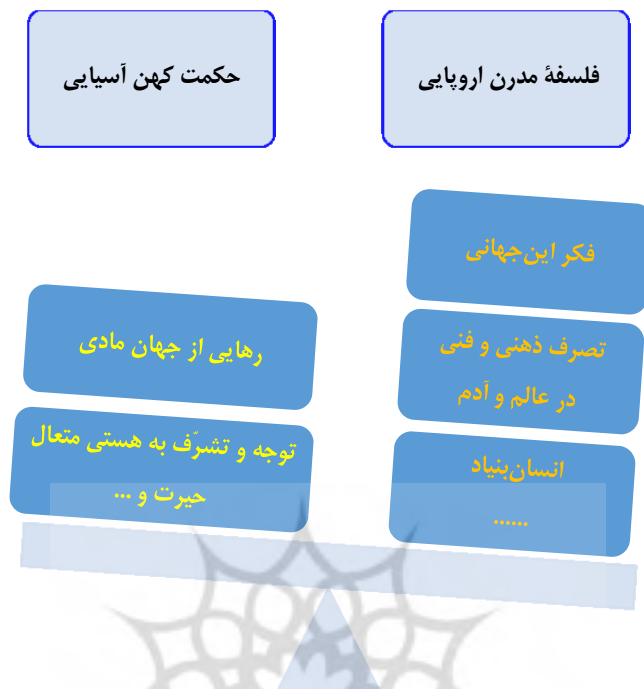 فلسفهٔ مدرن اروپایی
حکمت کهن آسیایی
فکر این‌جهانی
تصرف ذهنی و فنی
در عالم و آدم
انسان‌بنیاد
......
رهایی از جهان مادی
توجه و تشرّف به هستی متعال
حیرت و ...